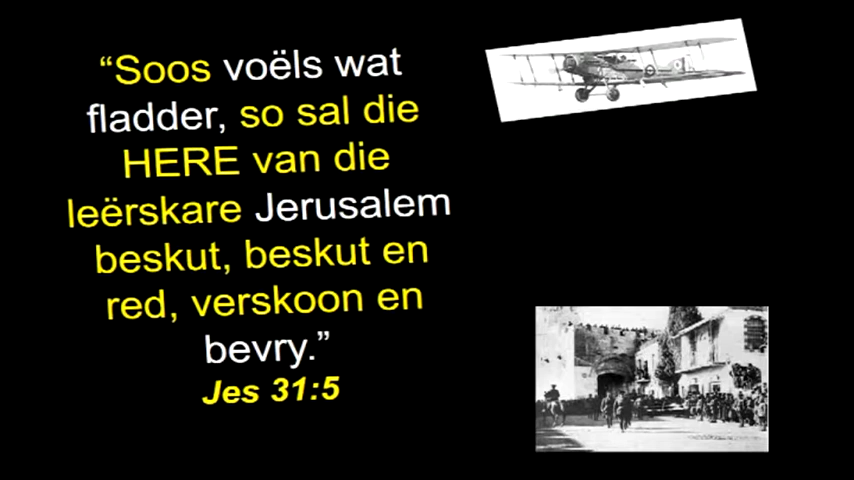 “Soos voëls wat
fladder, so sal die
HERE van die
leërskare Jerusalem
beskut, beskut en
red, verskoon en
bevry.”
Jes 31:5